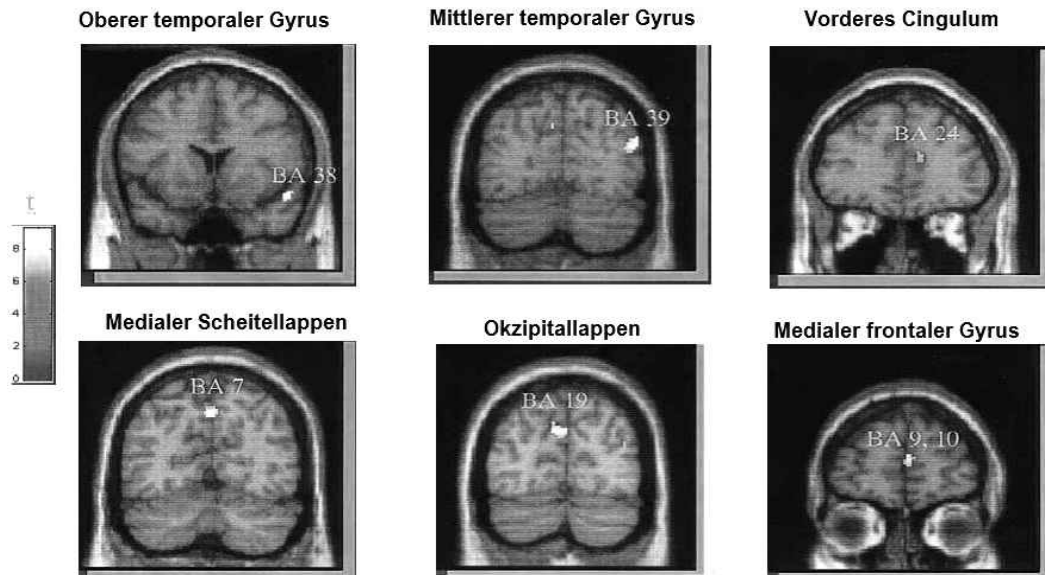 Oberer temporaler Gyrus
Mittlerer temporaler Gyrus
Vorderes Cingulum
BA 38
BA 39
BA 24
t
8
6
4
2
0
Medialer Scheitellappen
Okzipitallappen
Medialer frontaler Gyrus
BA 7
BA 19
BA 9, 10